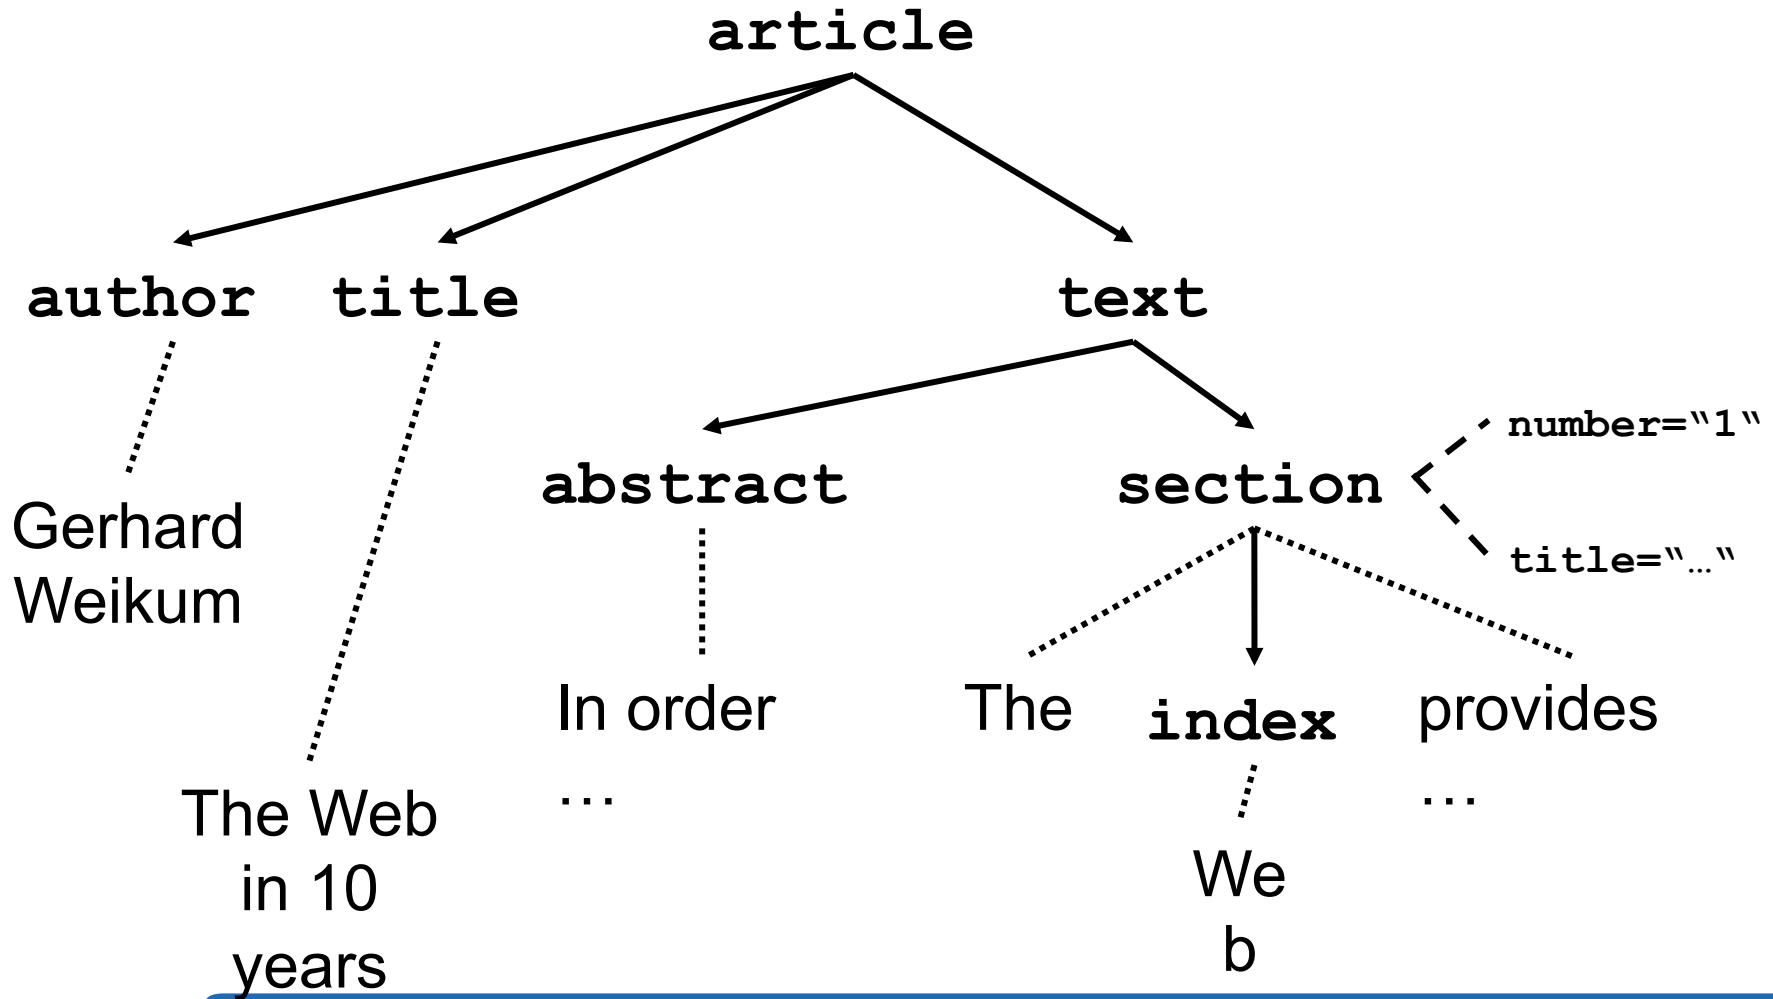 article
author title text
number=“1“
abstract section
title=“…“
Gerhard
Weikum
In order
…
The index provides
…
The Web
in 10
years
We
b